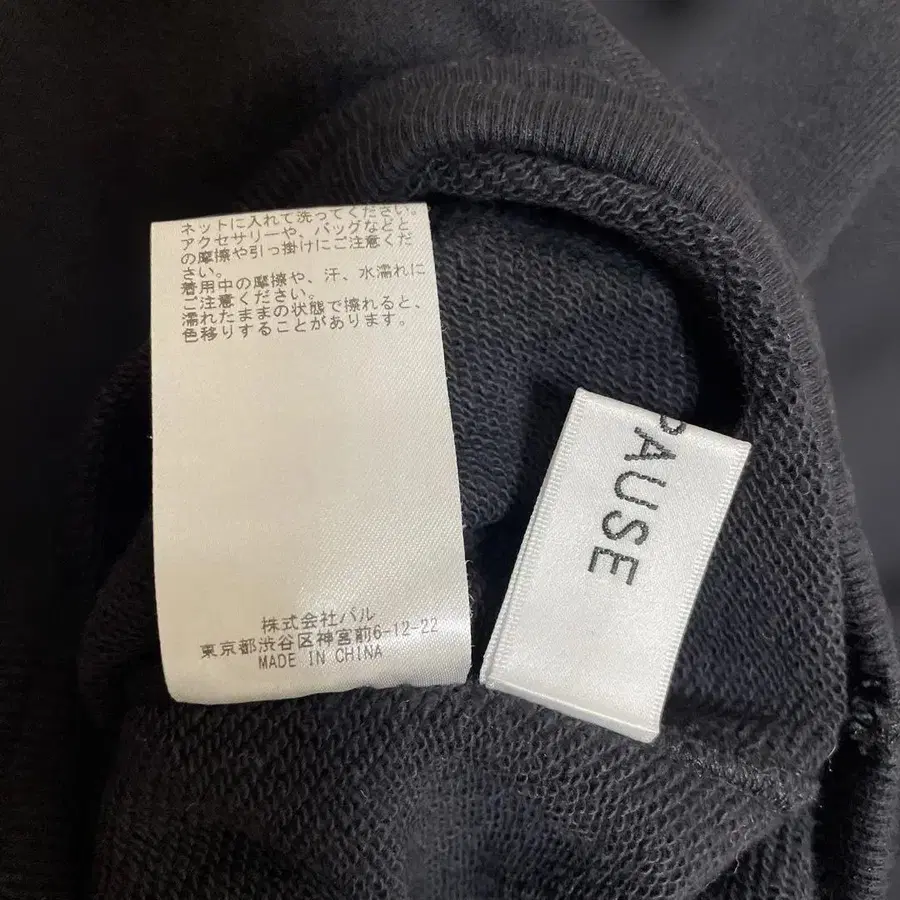 ネットに入れて洗ってください。
アクセサリーや、バッグなどと
の摩擦や引っ掛けにご注意くだ
さい。
着用中の摩擦や、汗、水濡れに
ご注意ください。
濡れたままの状態で擦れると、
色移りすることがあります。
株式会社パル
東京都渋谷区神宮前6-12-22
MADE IN CHINA
PAUSE